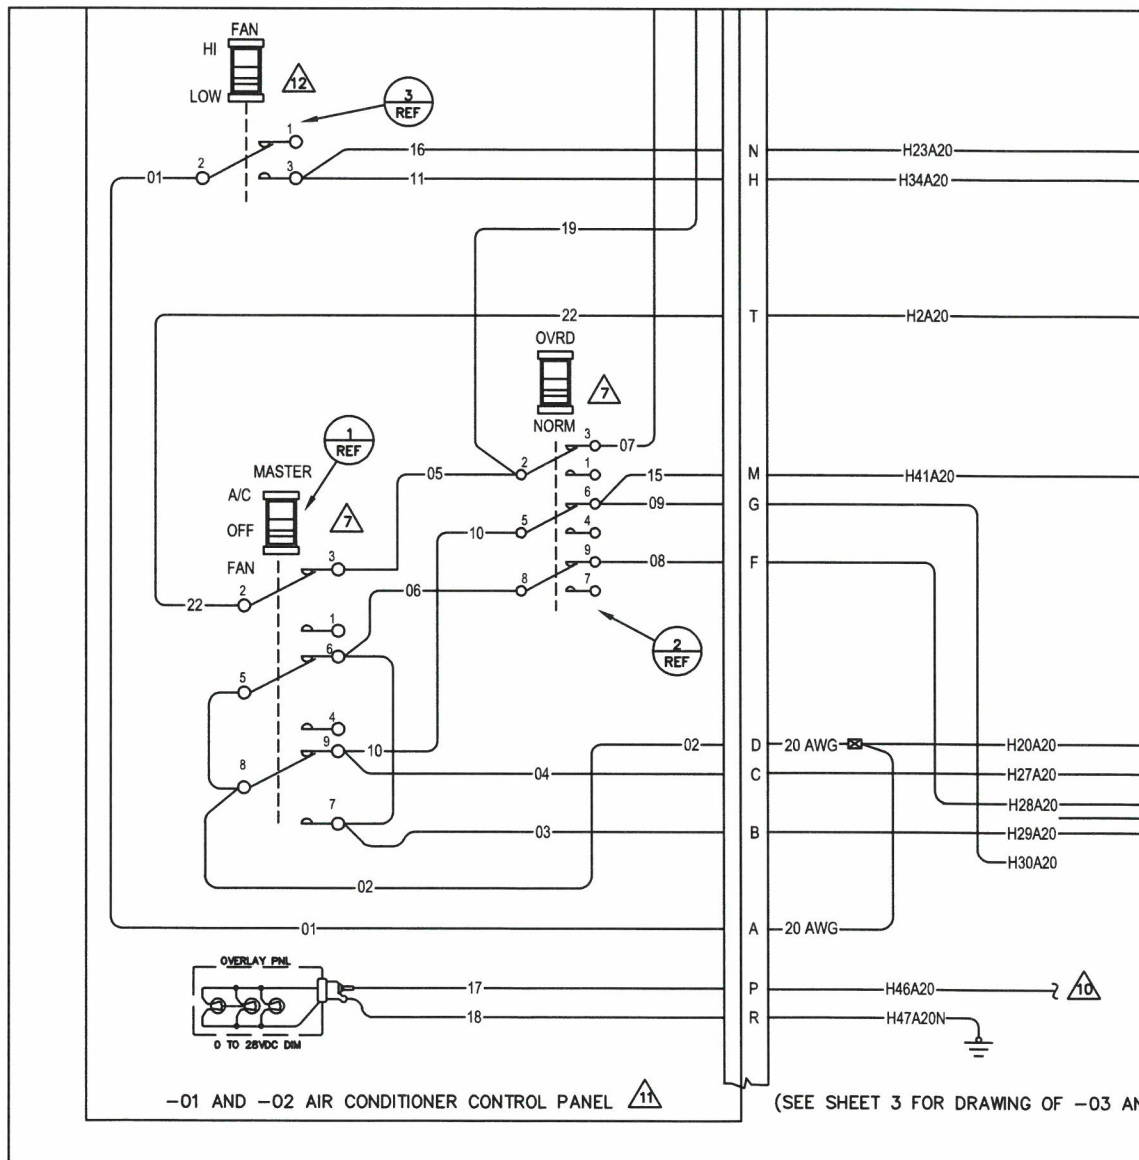 FAN
HI
LOW
12
3
REF
1
2
3
01
16
11
N
H
H23A20
H34A20
19
22
T
H2A20
OVRD
NORM
7
1
REF
MASTER
A/C
OFF
FAN
7
3
07
2
1
05
15
M
H41A20
6
09
G
5
4
10
9
08
F
8
7
06
3
2
22
1
6
5
4
2
REF
9
10
8
7
02
D
20 AWG
H20A20
04
C
H27A20
H28A20
03
B
H29A20
H30A20
02
01
A
20 AWG
OVERLAY PNL
0 TO 28VDC DIM
17
P
H46A20
10
18
R
H47A20N
-01 AND -02 AIR CONDITIONER CONTROL PANEL
11
(SEE SHEET 3 FOR DRAWING OF -03 AN